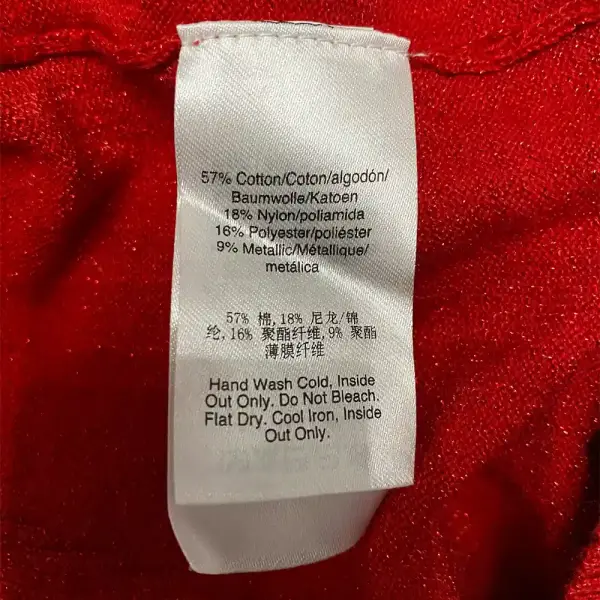 57% Cotton/Coton/algodón/
Baumwolle/Katoen
18% Nylon/poliamida
16% Polyester/poliéster
9% Metallic/Métallique/
metálica
57% 棉,18% 尼龙/锦
纶,16% 聚酯纤维,9% 聚酯
薄膜纤维
Hand Wash Cold, Inside
Out Only. Do Not Bleach.
Flat Dry. Cool Iron, Inside
Out Only.